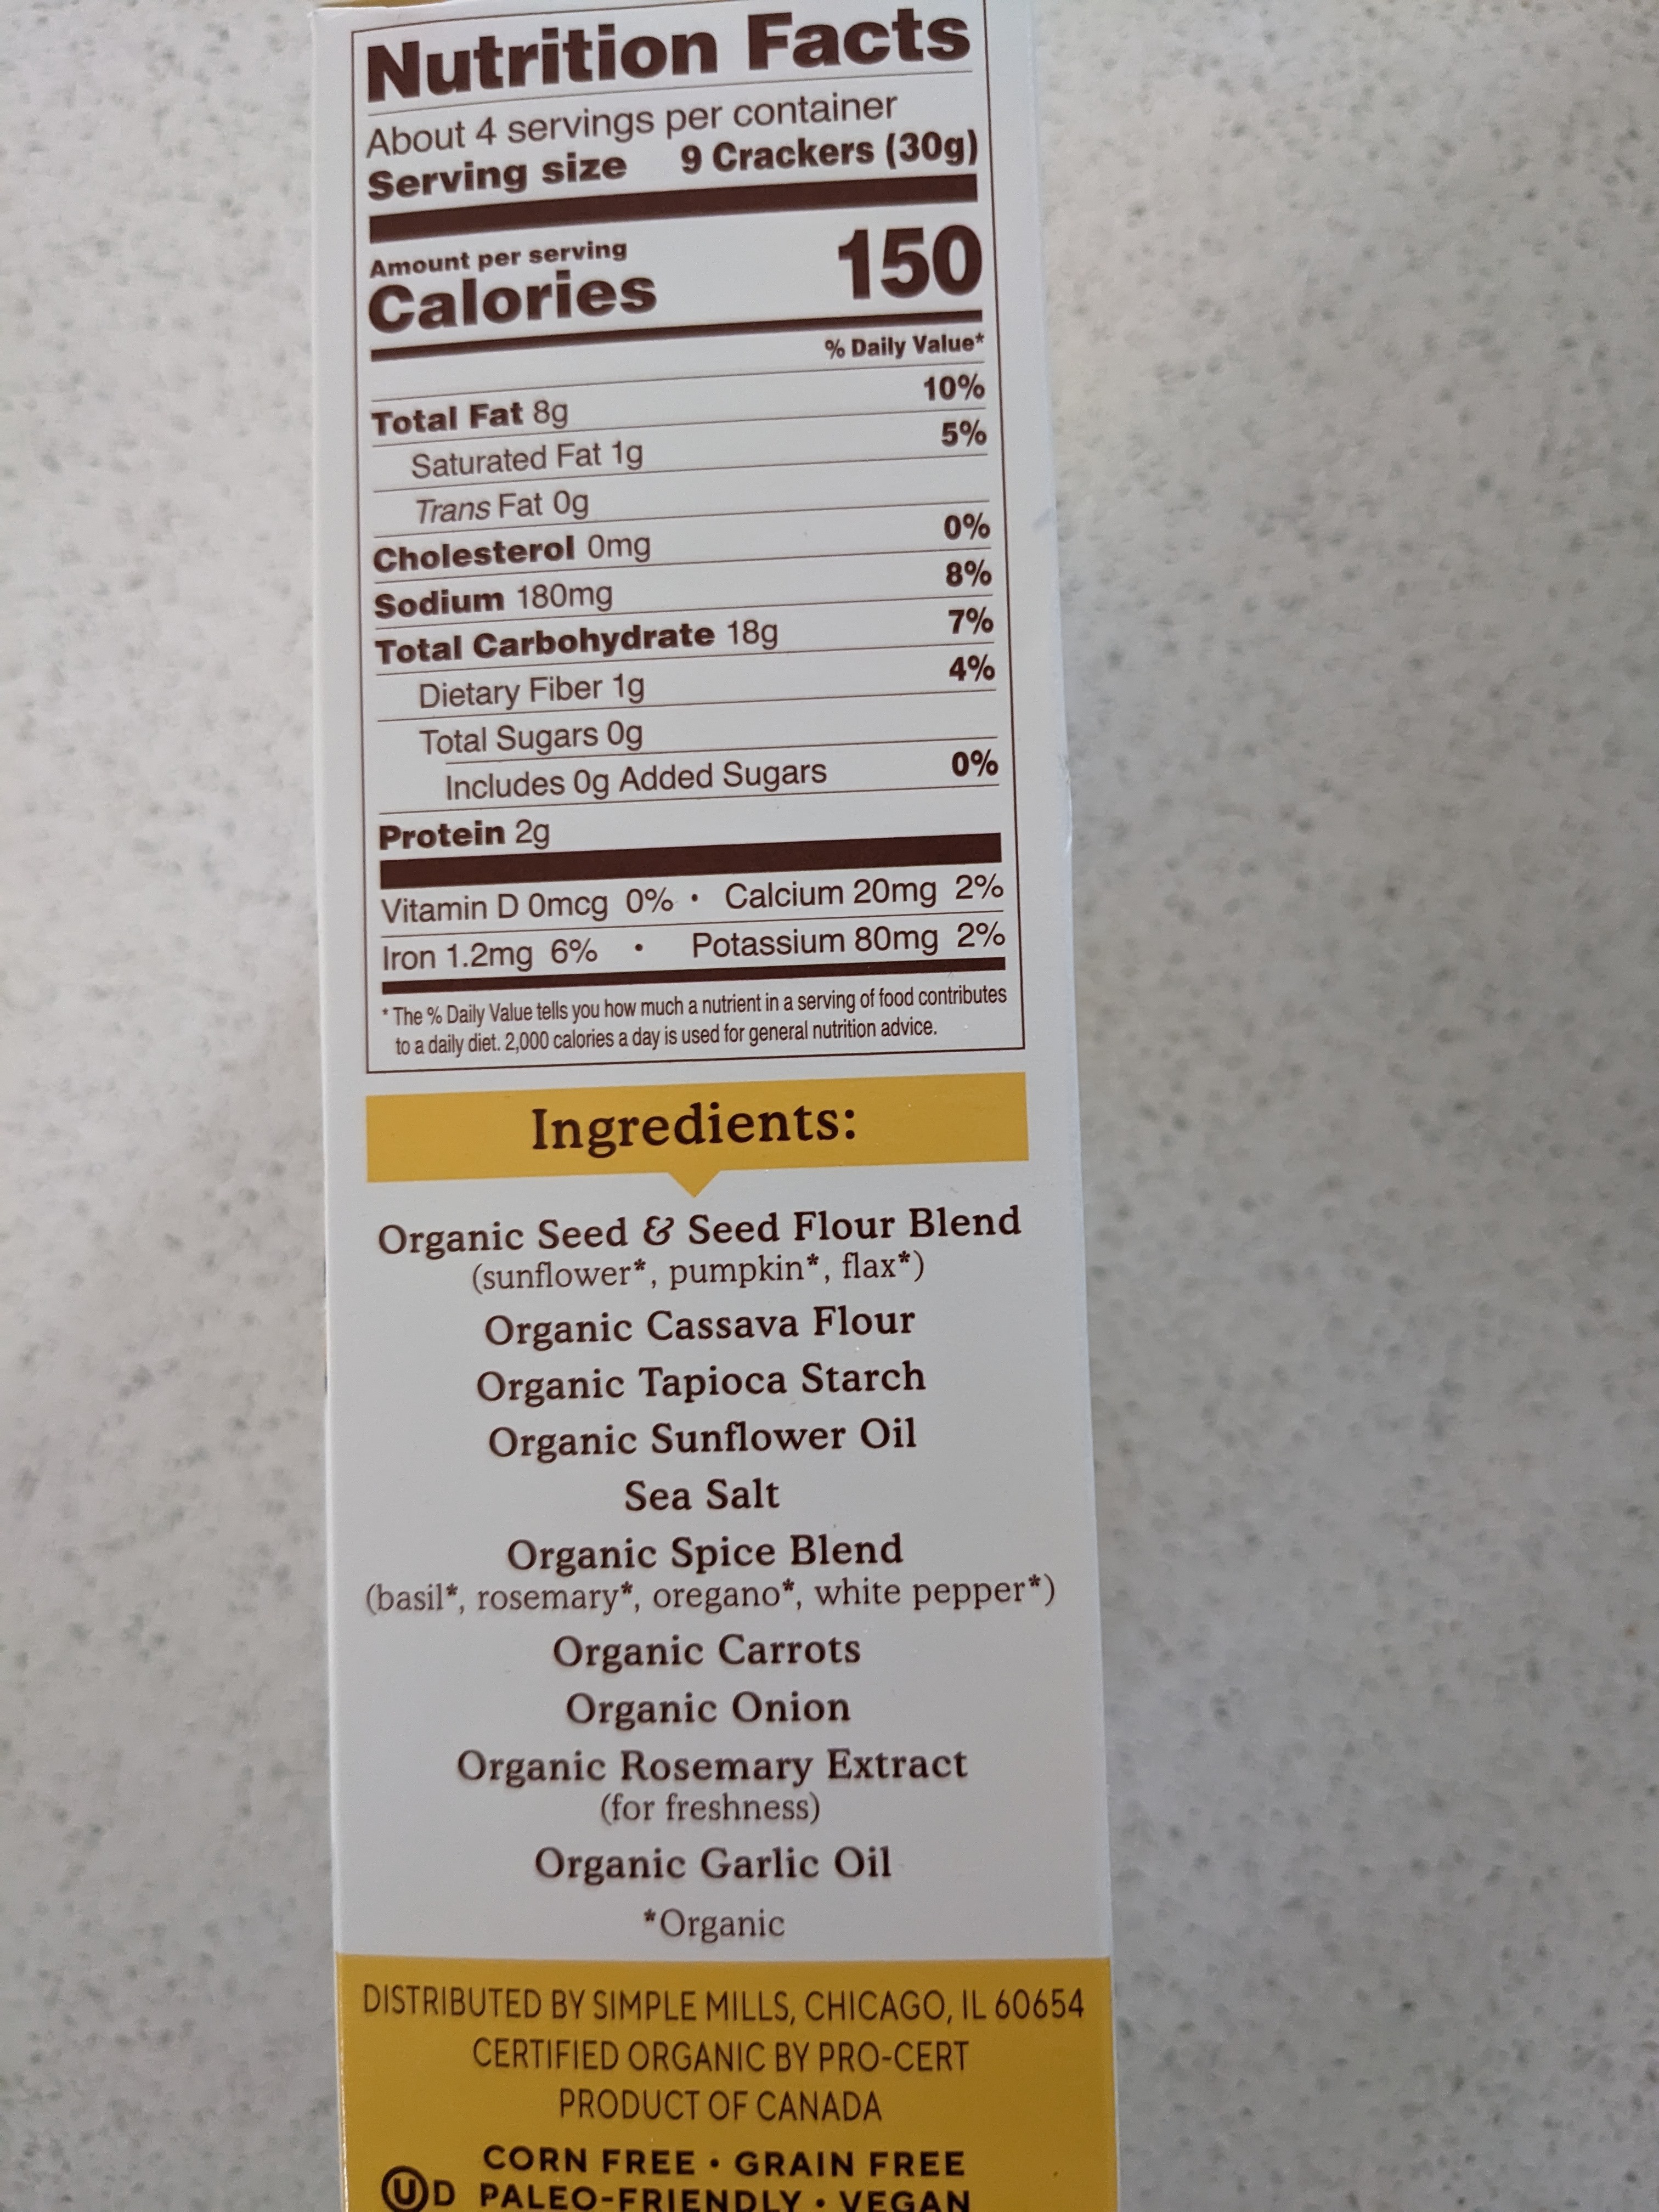 Nutrition Facts
About 4 servings per container
Serving size 9 Crackers (30g)
Amount per serving
Calories 150
% Daily Value*
Total Fat 8g 10%
Saturated Fat 1g 5%
Trans Fat 0g
Cholesterol 0mg 0%
Sodium 180mg 8%
Total Carbohydrate 18g 7%
Dietary Fiber 1g 4%
Total Sugars 0g
Includes 0g Added Sugars 0%
Protein 2g
Vitamin D 0mcg 0% • Calcium 20mg 2%
Iron 1.2mg 6% • Potassium 80mg 2%
* The % Daily Value tells you how much a nutrient in a serving of food contributes
to a daily diet. 2,000 calories a day is used for general nutrition advice.
Ingredients:
Organic Seed & Seed Flour Blend
(sunflower*, pumpkin*, flax*)
Organic Cassava Flour
Organic Tapioca Starch
Organic Sunflower Oil
Sea Salt
Organic Spice Blend
(basil*, rosemary*, oregano*, white pepper*)
Organic Carrots
Organic Onion
Organic Rosemary Extract
(for freshness)
Organic Garlic Oil
*Organic
DISTRIBUTED BY SIMPLE MILLS, CHICAGO, IL 60654
CERTIFIED ORGANIC BY PRO-CERT
PRODUCT OF CANADA
CORN FREE • GRAIN FREE
UD PALEO-FRIENDLY • VEGAN